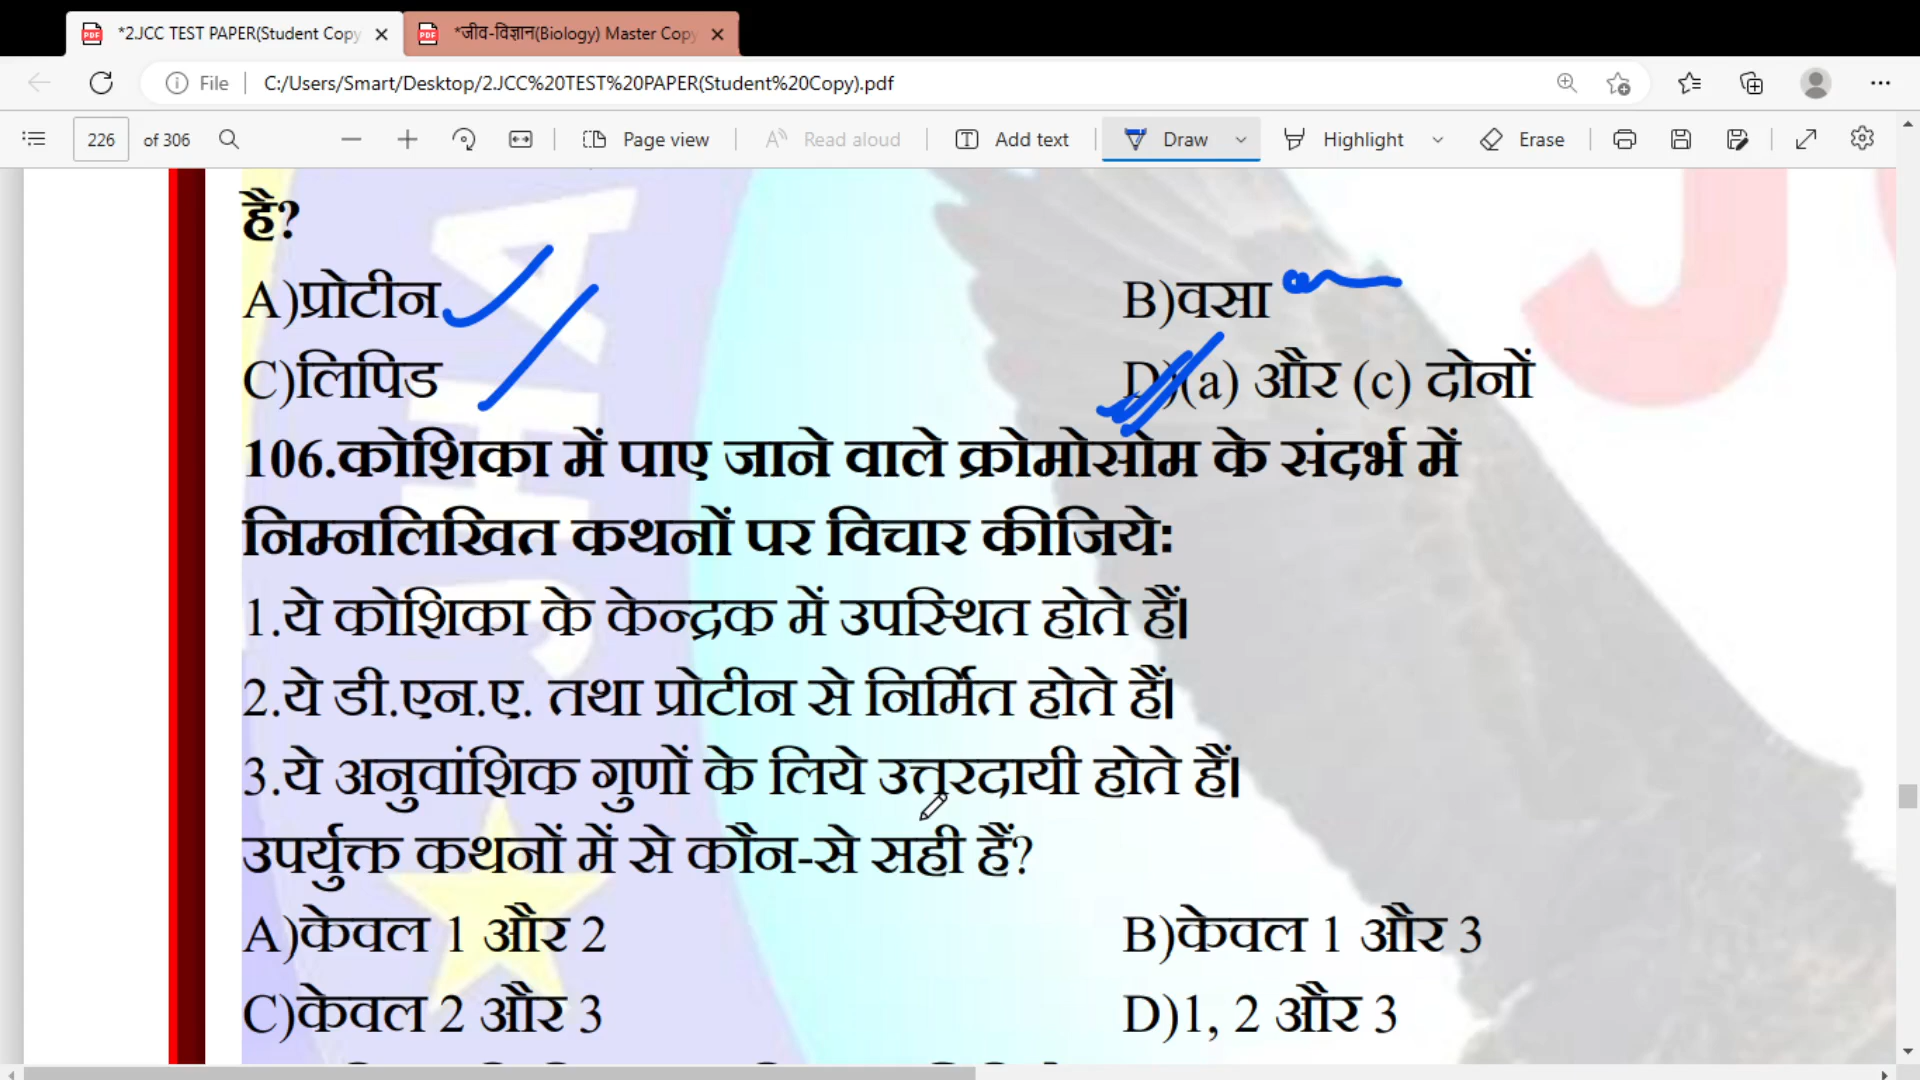 *2.JCC TEST PAPER(Student Copy
*जीव-विज्ञान(Biology) Master Copy
File
C:/Users/Smart/Desktop/2.JCC%20TEST%20PAPER(Student%20Copy).pdf
226 of 306
Page view
Read aloud
Add text
Draw
Highlight
Erase
है?
A)प्रोटीन B)वसा
C)लिपिड D)(a) और (c) दोनों
106.कोशिका में पाए जाने वाले क्रोमोसोम के संदर्भ में
निम्नलिखित कथनों पर विचार कीजिये:
1.ये कोशिका के केन्द्रक में उपस्थित होते हैं।
2.ये डी.एन.ए. तथा प्रोटीन से निर्मित होते हैं।
3.ये अनुवांशिक गुणों के लिये उत्तरदायी होते हैं।
उपर्युक्त कथनों में से कौन-से सही हैं?
A)केवल 1 और 2 B)केवल 1 और 3
C)केवल 2 और 3 D)1, 2 और 3